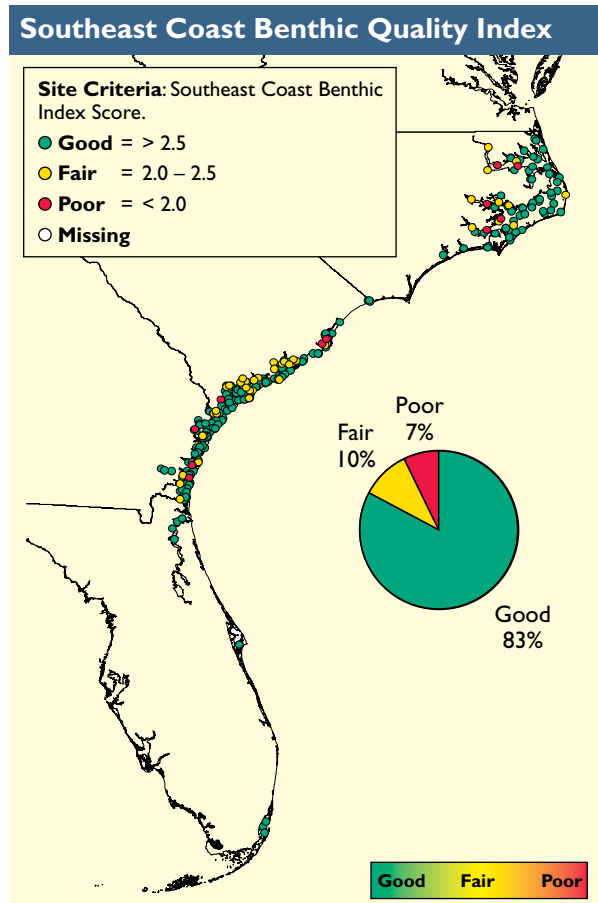 Southeast Coast Benthic Quality Index
Site Criteria: Southeast Coast Benthic
Index Score.
Good = > 2.5
Fair = 2.0 – 2.5
Poor = < 2.0
Missing
Poor
7%
Fair
10%
Good
83%
Good Fair Poor